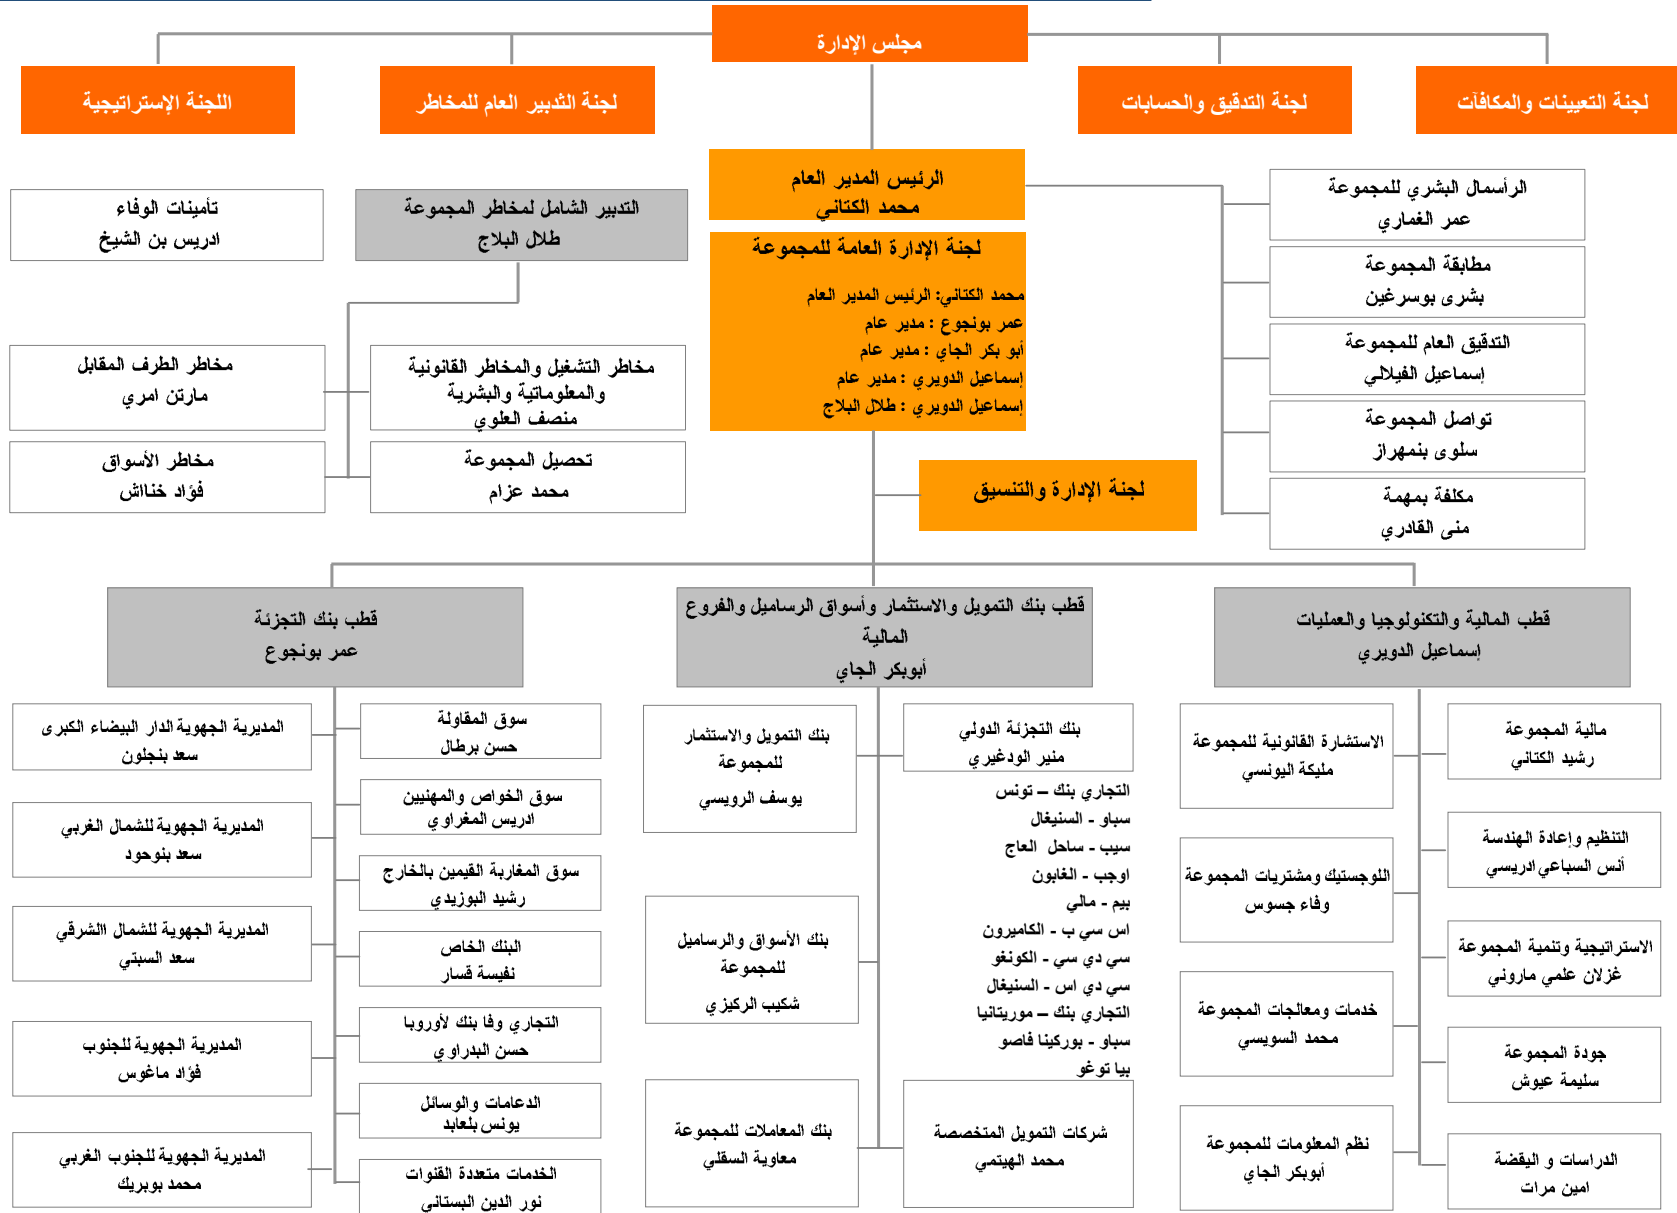 مجلس الإدارة
لجنة التعيينات والمكافآت
لجنة التدقيق والحسابات
لجنة التدبير العام للمخاطر
اللجنة الإستراتيجية
الرئيس المدير العام
محمد الكتاني
لجنة الإدارة العامة للمجموعة
محمد الكتاني: الرئيس المدير العام
عمر بونجوع : مدير عام
أبو بكر الجاي : مدير عام
إسماعيل الدويري : مدير عام
إسماعيل الدويري : طلال البلاج
الرأسمال البشري للمجموعة
عمر الغماري
مطابقة المجموعة
بشرى بوسرغين
التدقيق العام للمجموعة
إسماعيل الفيلالي
تواصل المجموعة
سلوى بنمهراز
مكلفة بمهمة
منى القادري
التدبير الشامل لمخاطر المجموعة
طلال البلاج
تأمينات الوفاء
ادريس بن الشيخ
مخاطر التشغيل والمخاطر القانونية
والمعلوماتية والبشرية
منصف العلوي
مخاطر الطرف المقابل
مارتن امري
تحصيل المجموعة
محمد عزام
مخاطر الأسواق
فؤاد خنااش
لجنة الإدارة والتنسيق
قطب المالية والتكنولوجيا والعمليات
إسماعيل الدويري
مالية المجموعة
رشيد الكتاني
الاستشارة القانونية للمجموعة
مليكة اليونسي
التنظيم وإعادة الهندسة
أنس السباعي ادريسي
اللوجستيك ومشتريات المجموعة
وفاء جسوس
الاستراتيجية وتنمية المجموعة
غزلان علمي ماروني
خدمات ومعالجات المجموعة
محمد السويسي
جودة المجموعة
سليمة عيوش
نظم المعلومات للمجموعة
أبوبكر الجاي
الدراسات و اليقضة
امين مرات
قطب بنك التمويل والاستثمار وأسواق الرساميل والفروع
المالية
أبوبكر الجاي
بنك التجزئة الدولي
منير الودغيري
التجاري بنك – تونس
سباو - السنيغال
سيب - ساحل العاج
اوجب - الغابون
بيم - مالي
اس سي ب - الكاميرون
سي دي سي - الكونغو
سي دي اس - السنيغال
التجاري بنك – موريتانيا
سباو - بوركينا فاصو
بيا توغو
شركات التمويل المتخصصة
محمد الهيتمي
بنك التمويل والاستثمار
للمجموعة
يوسف الرويسي
بنك الأسواق والرساميل
للمجموعة
شكيب الركيزي
بنك المعاملات للمجموعة
معاوية السقلي
قطب بنك التجزئة
عمر بونجوع
سوق المقاولة
حسن برطال
سوق الخواص والمهنيين
ادريس المغراوي
سوق المغاربة القيمين بالخارج
رشيد البوزيدي
البنك الخاص
نفيسة قسار
التجاري وفا بنك لأوروبا
حسن البدراوي
الدعامات والوسائل
يونس بلعابد
الخدمات متعددة القنوات
نور الدين البستاني
المديرية الجهوية الدار البيضاء الكبرى
سعد بنجلون
المديرية الجهوية للشمال الغربي
سعد بنوحود
المديرية الجهوية للشمال االشرقي
سعد السبتي
المديرية الجهوية للجنوب
فؤاد ماغوس
المديرية الجهوية للجنوب الغربي
محمد بوبريك